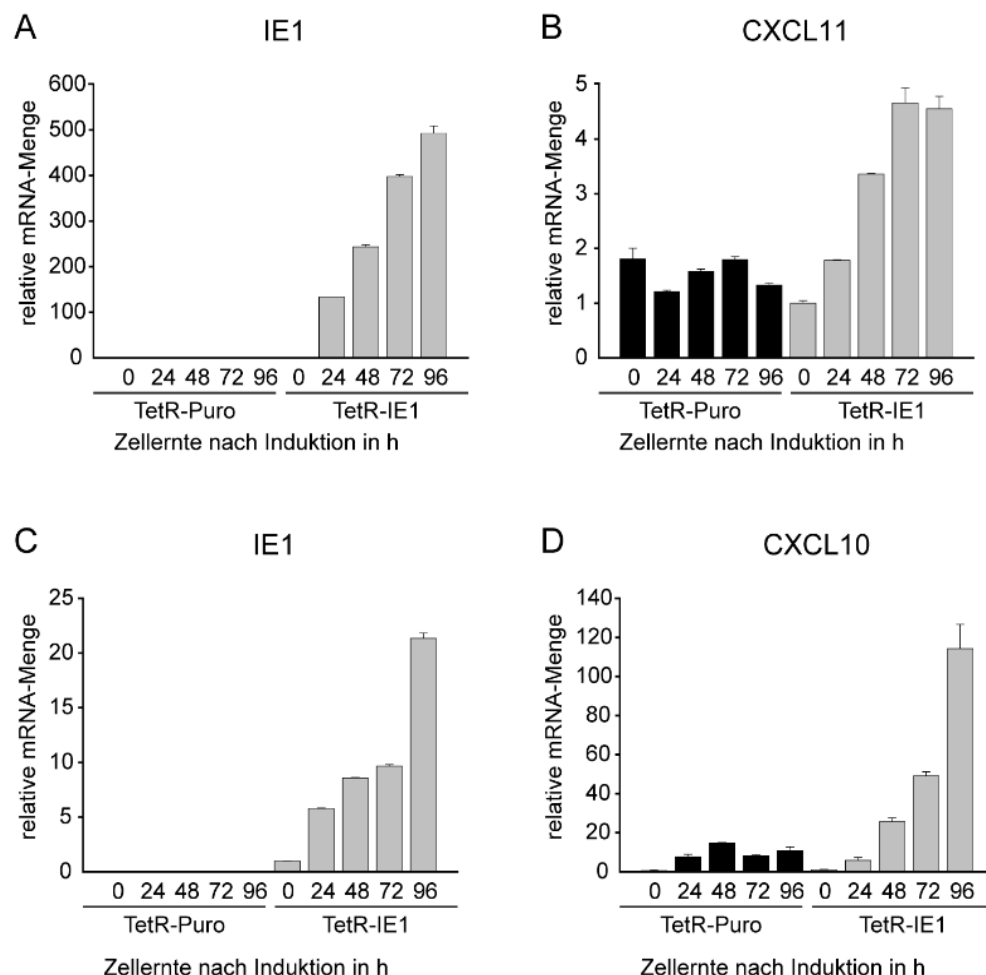 A
IE1
relative mRNA-Menge
600
500
400
300
200
100
0
0 24 48 72 96 0 24 48 72 96
TetR-Puro TetR-IE1
Zellernte nach Induktion in h
B
CXCL11
relative mRNA-Menge
5
4
3
2
1
0
0 24 48 72 96 0 24 48 72 96
TetR-Puro TetR-IE1
Zellernte nach Induktion in h
C
IE1
relative mRNA-Menge
25
20
15
10
5
0
0 24 48 72 96 0 24 48 72 96
TetR-Puro TetR-IE1
Zellernte nach Induktion in h
D
CXCL10
relative mRNA-Menge
140
120
100
80
60
40
20
0
0 24 48 72 96 0 24 48 72 96
TetR-Puro TetR-IE1
Zellernte nach Induktion in h